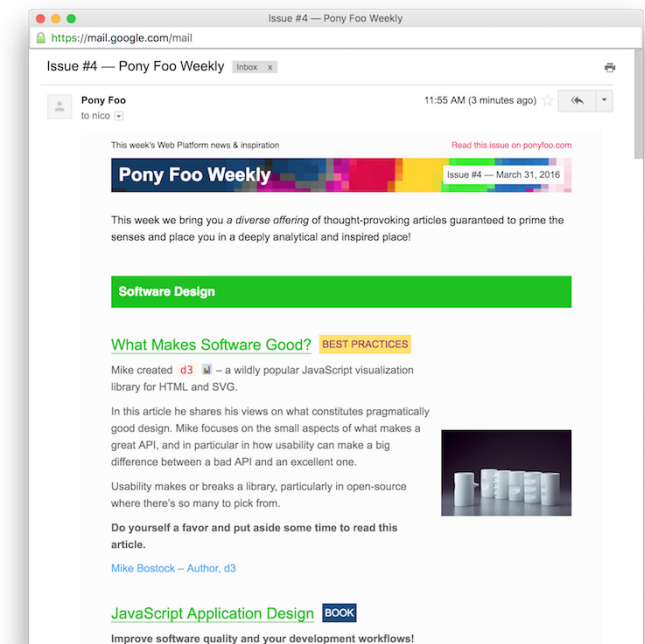 Issue #4 — Pony Foo Weekly
https://mail.google.com/mail
Issue #4 — Pony Foo Weekly Inbox x
Pony Foo 11:55 AM (3 minutes ago)
to nico
This week's Web Platform news & inspiration Read this issue on ponyfoo.com
Pony Foo Weekly Issue #4 — March 31, 2016
This week we bring you a diverse offering of thought-provoking articles guaranteed to prime the
senses and place you in a deeply analytical and inspired place!
Software Design
What Makes Software Good? BEST PRACTICES
Mike created d3 📊 – a wildly popular JavaScript visualization
library for HTML and SVG.
In this article he shares his views on what constitutes pragmatically
good design. Mike focuses on the small aspects of what makes a
great API, and in particular in how usability can make a big
difference between a bad API and an excellent one.
Usability makes or breaks a library, particularly in open-source
where there's so many to pick from.
Do yourself a favor and put aside some time to read this
article.
Mike Bostock – Author, d3
JavaScript Application Design BOOK
Improve software quality and your development workflows!